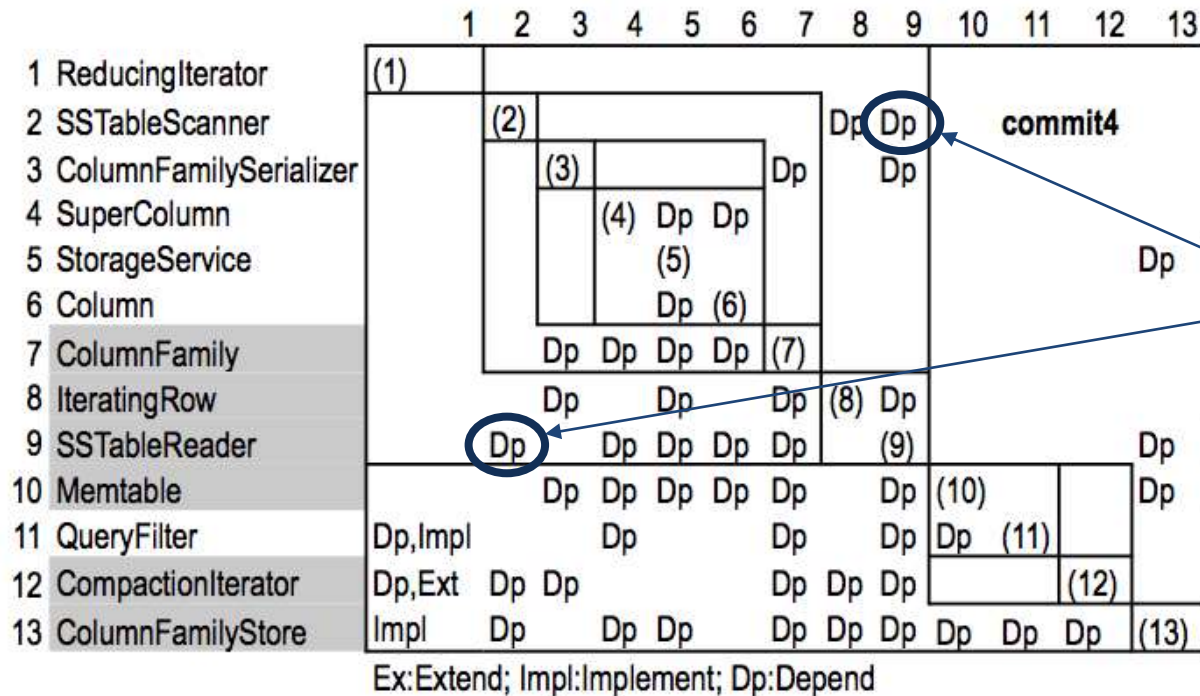 1 2 3 4 5 6 7 8 9 10 11 12 13
1 ReducingIterator (1)
2 SSTableScanner (2) Dp Dp commit4
3 ColumnFamilySerializer (3) Dp Dp
4 SuperColumn (4) Dp Dp
5 StorageService (5) Dp
6 Column Dp (6)
7 ColumnFamily Dp Dp Dp Dp (7)
8 IteratingRow Dp Dp Dp (8) Dp
9 SSTableReader Dp Dp Dp Dp Dp (9) Dp
10 Memtable Dp Dp Dp Dp Dp Dp (10) Dp
11 QueryFilter Dp,Impl Dp Dp Dp Dp (11)
12 CompactionIterator Dp,Ext Dp Dp Dp Dp Dp (12)
13 ColumnFamilyStore Impl Dp Dp Dp Dp Dp Dp Dp Dp Dp (13)
Ex:Extend; Impl:Implement; Dp:Depend